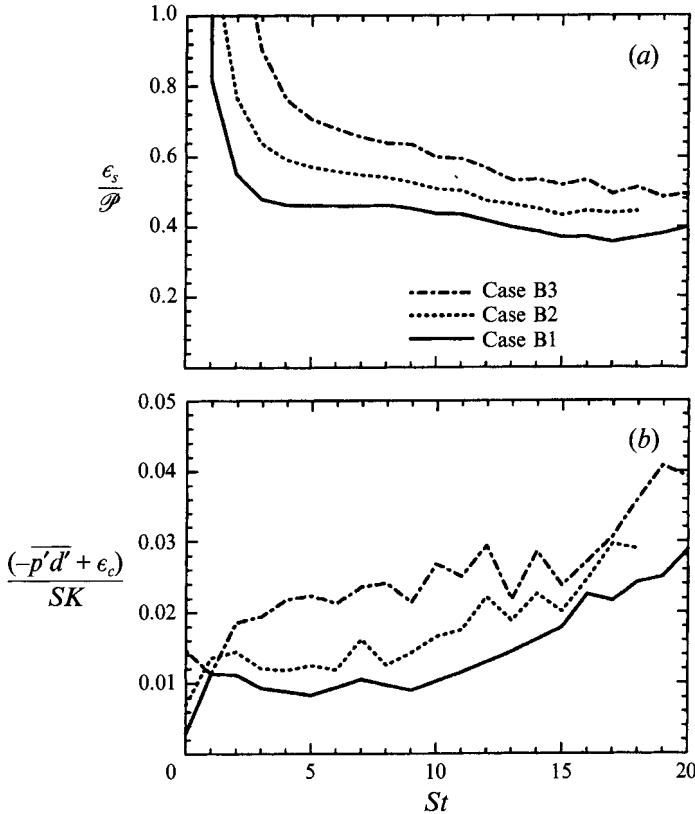 1.0
(a)
0.8
0.6
ϵ_s
𝒫
0.4
Case B3
Case B2
Case B1
0.2
0.05
(b)
0.04
(−p′d′ + ϵ_c)
SK
0.03
0.02
0.01
0 5 10 15 20
St